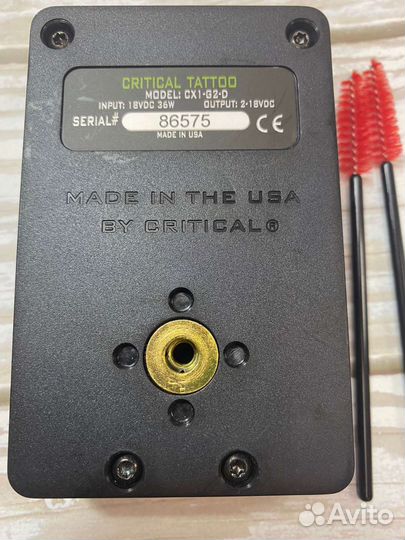 CRITICAL TATTOO
MODEL: CX1-G2-D
INPUT: 18VDC 36W OUTPUT: 2-18VDC
SERIAL# 86575 CE
MADE IN USA
MADE IN THE USA
BY CRITICAL®
Avito